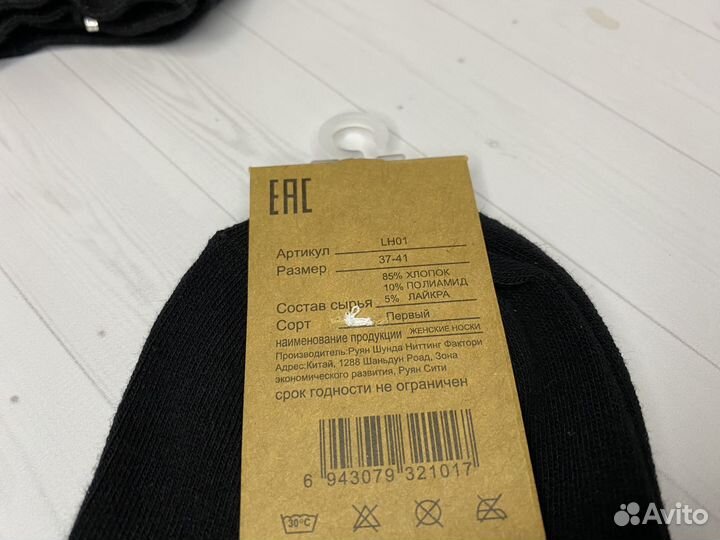 EAC
Артикул LH01
Размер 37-41
85% ХЛОПОК
10% ПОЛИАМИД
Состав сырья 5% ЛАЙКРА
Сорт Первый
наименование продукции ЖЕНСКИЕ НОСКИ
Производитель:Руян Шунда Ниттинг Фактори
Адрес:Китай, 1288 Шаньдун Роад, Зона
экономического развития, Руян Сити
срок годности не ограничен
6 943079 321017
30°C
Avito